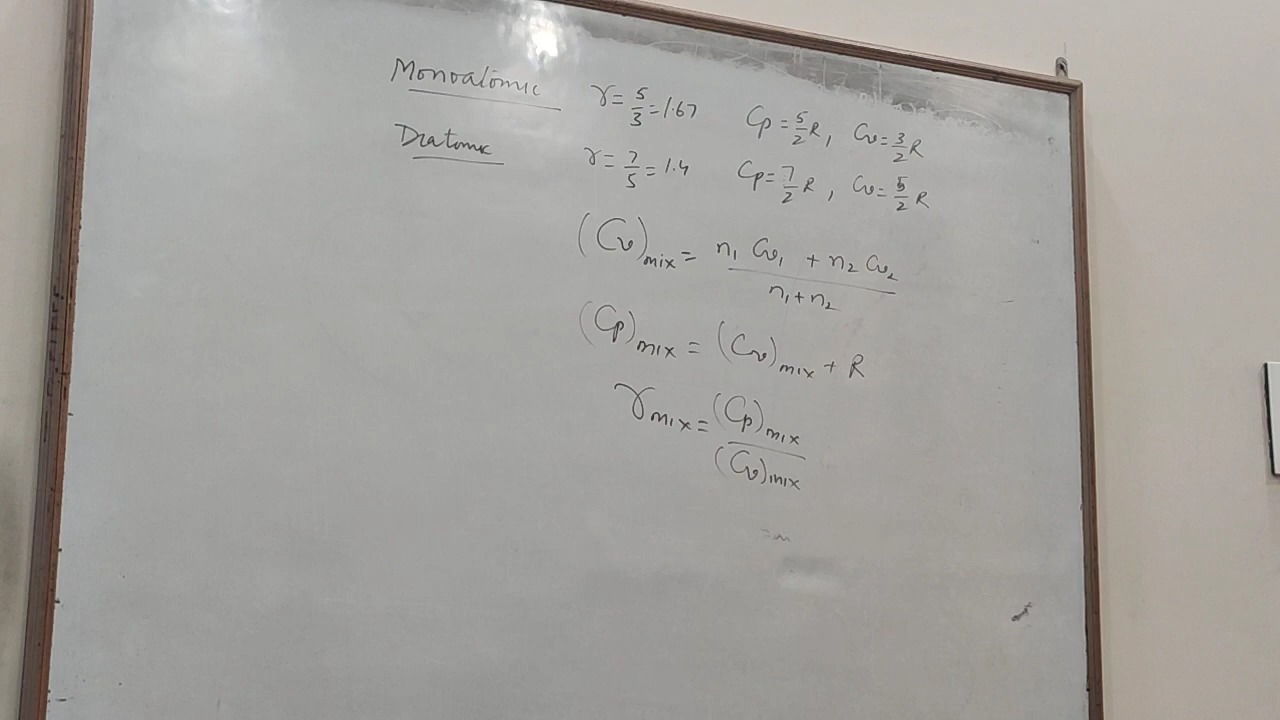 Monoatomic γ = 5/3 = 1.67 Cp = 5/2 R, Cv = 3/2 R
Diatomic γ = 7/5 = 1.4 Cp = 7/2 R, Cv = 5/2 R
(Cv)mix = n1 Cv1 + n2 Cv2 / n1 + n2
(Cp)mix = (Cv)mix + R
γmix = (Cp)mix / (Cv)mix